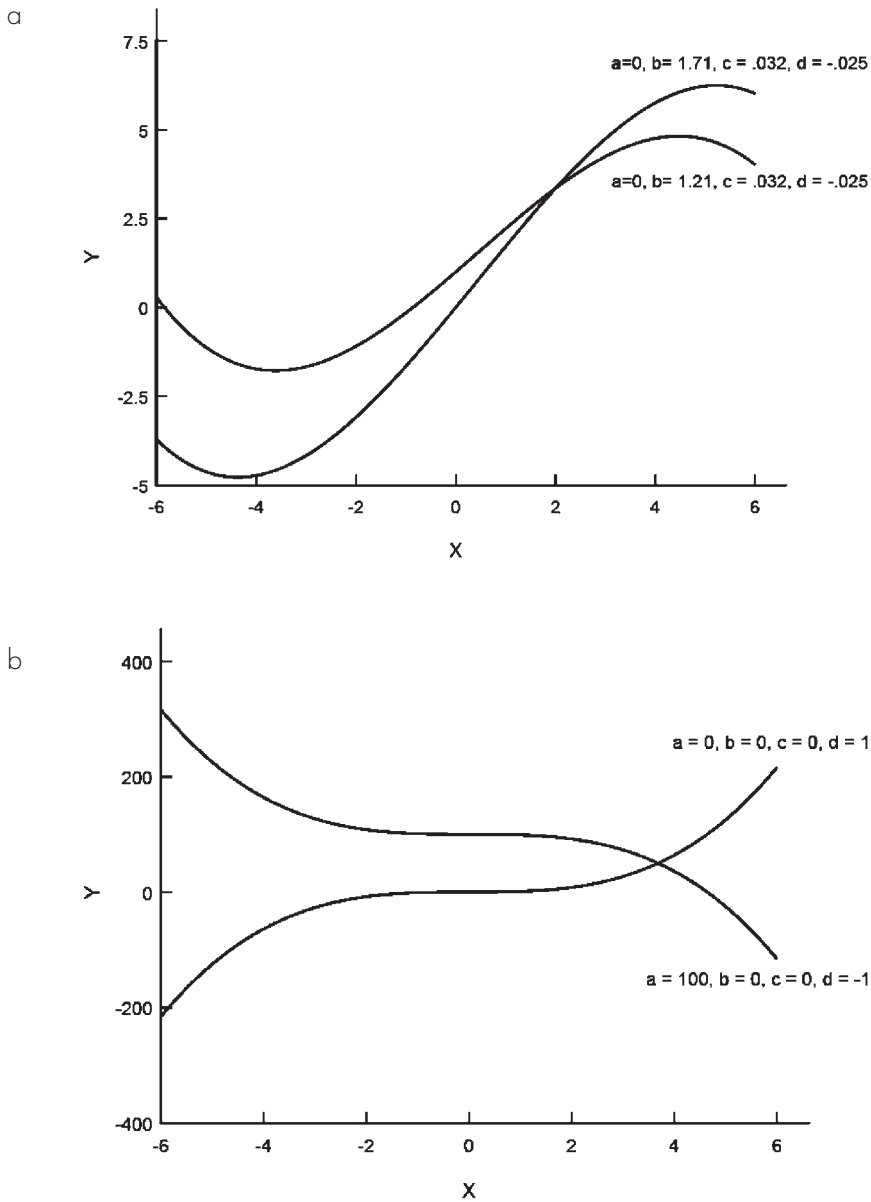 a
7.5
a=0, b= 1.71, c = .032, d = -.025
5
a=0, b= 1.21, c = .032, d = -.025
2.5
Y
0
-2.5
-5
-6 -4 -2 0 2 4 6
X
b
400
a = 0, b = 0, c = 0, d = 1
200
Y
0
a = 100, b = 0, c = 0, d = -1
-200
-400
-6 -4 -2 0 2 4 6
X